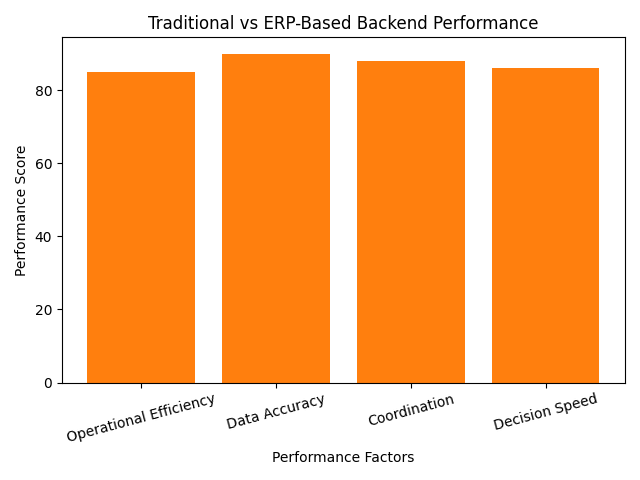 Traditional vs ERP-Based Backend Performance
Performance Score
80
60
40
20
0
Operational Efficiency
Data Accuracy
Coordination
Decision Speed
Performance Factors